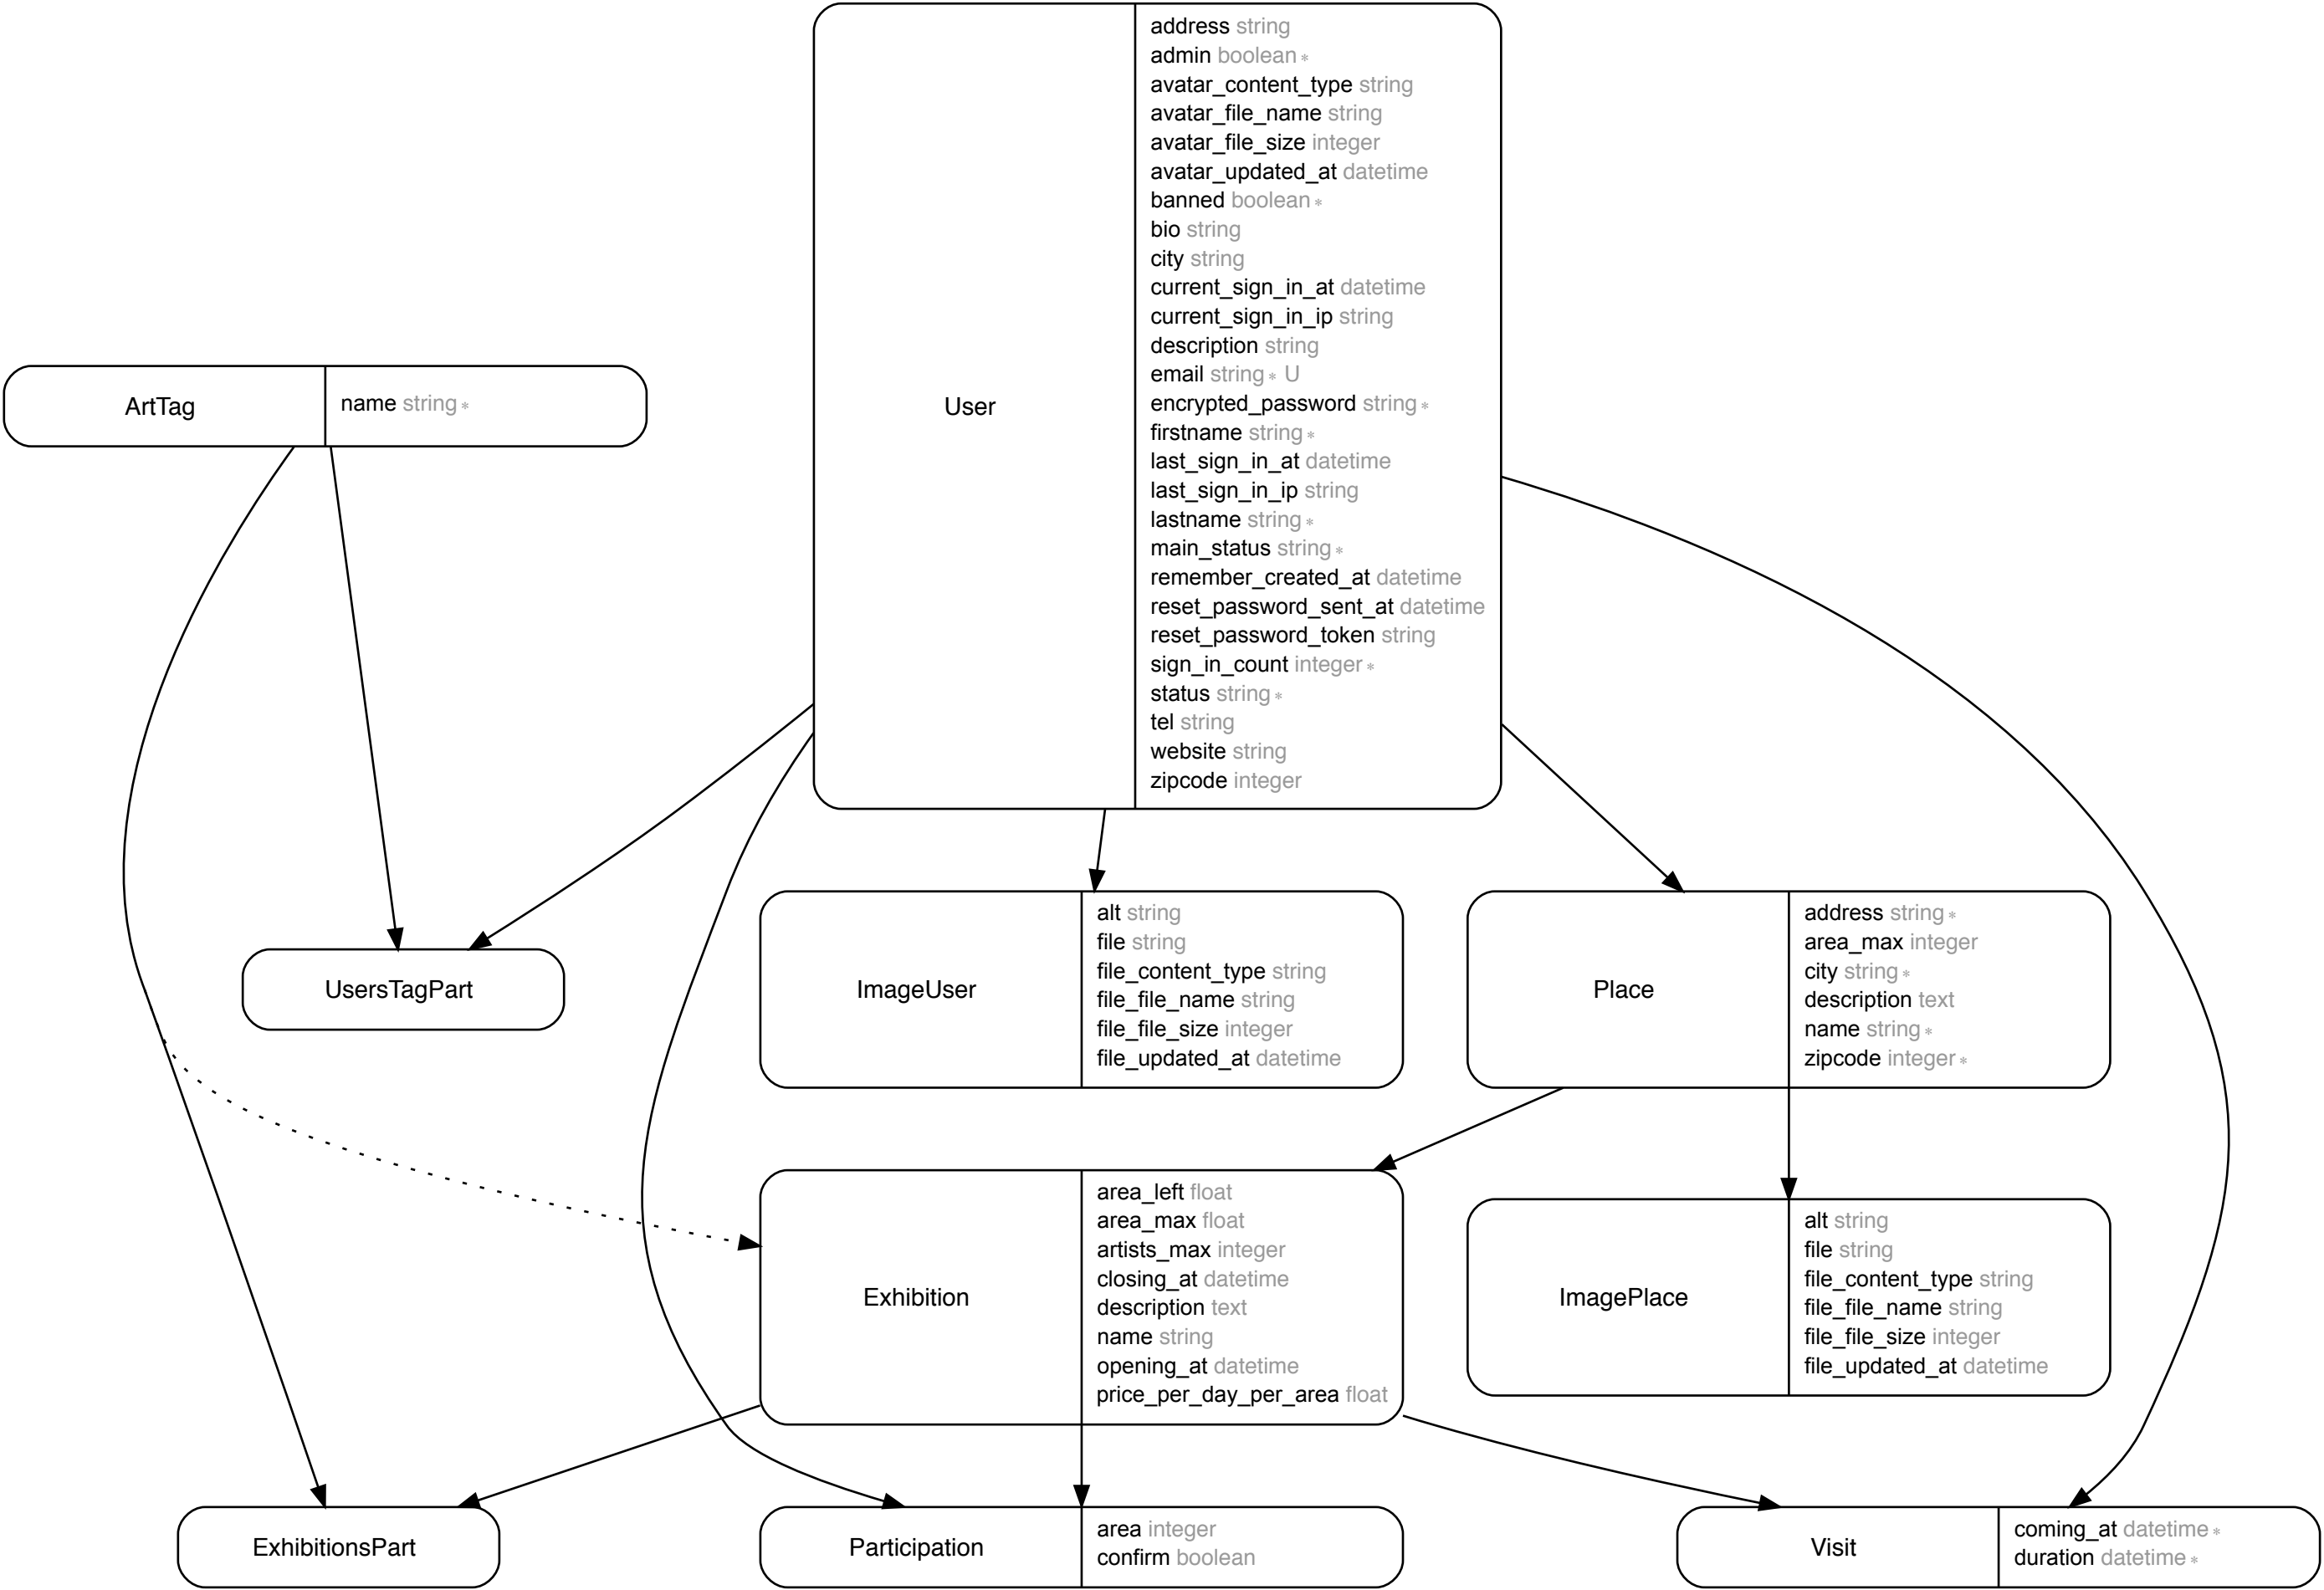 User
address string
admin boolean *
avatar_content_type string
avatar_file_name string
avatar_file_size integer
avatar_updated_at datetime
banned boolean *
bio string
city string
current_sign_in_at datetime
current_sign_in_ip string
description string
email string * U
encrypted_password string *
firstname string *
last_sign_in_at datetime
last_sign_in_ip string
lastname string *
main_status string *
remember_created_at datetime
reset_password_sent_at datetime
reset_password_token string
sign_in_count integer *
status string *
tel string
website string
zipcode integer
ArtTag
name string *
UsersTagPart
ImageUser
alt string
file string
file_content_type string
file_file_name string
file_file_size integer
file_updated_at datetime
Place
address string *
area_max integer
city string *
description text
name string *
zipcode integer *
Exhibition
area_left float
area_max float
artists_max integer
closing_at datetime
description text
name string
opening_at datetime
price_per_day_per_area float
ImagePlace
alt string
file string
file_content_type string
file_file_name string
file_file_size integer
file_updated_at datetime
ExhibitionsPart
Participation
area integer
confirm boolean
Visit
coming_at datetime *
duration datetime *